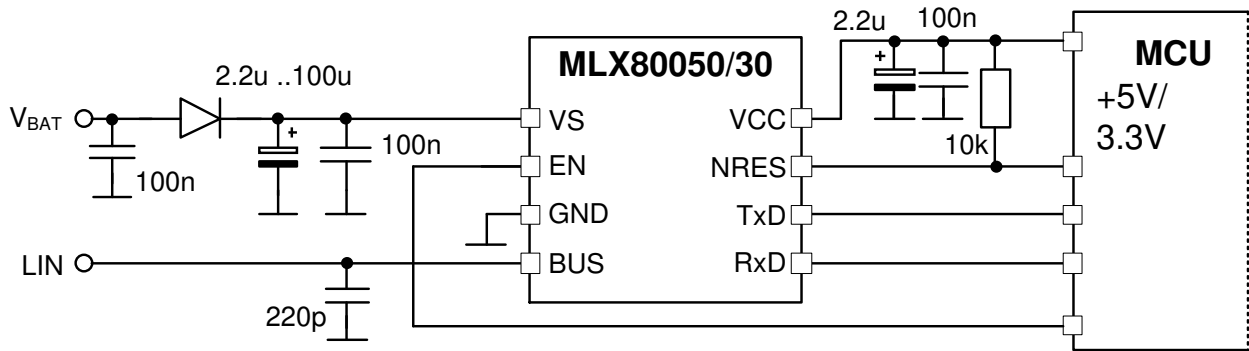 2.2u
100n
MCU
+5V/
3.3V
MLX80050/30
2.2u ..100u
+
+
VBAT
VS
VCC
100n
10k
100n
EN
NRES
GND
TxD
LIN
BUS
RxD
220p